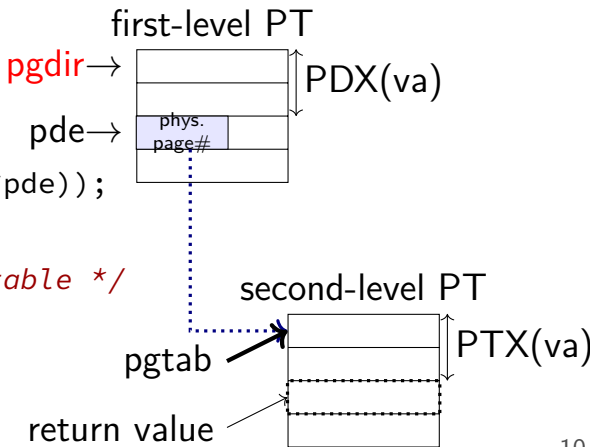 first-level PT
pgdir→
PDX(va)
phys.
pde→
page#
pde));
able */
second-level PT
PTX(va)
pgtab
return value